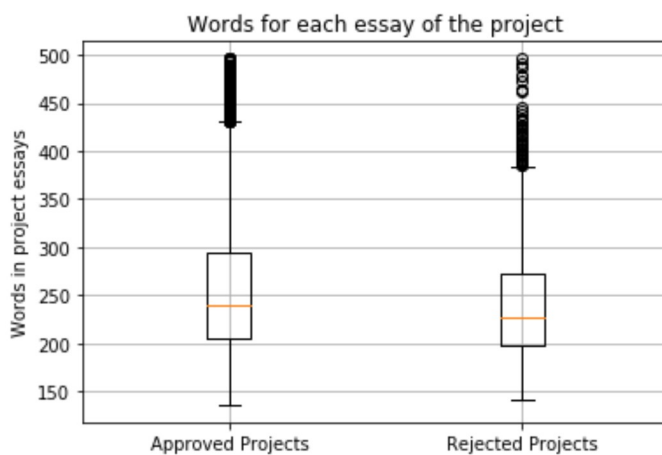 Words for each essay of the project
Words in project essays
500
450
400
350
300
250
200
150
Approved Projects
Rejected Projects